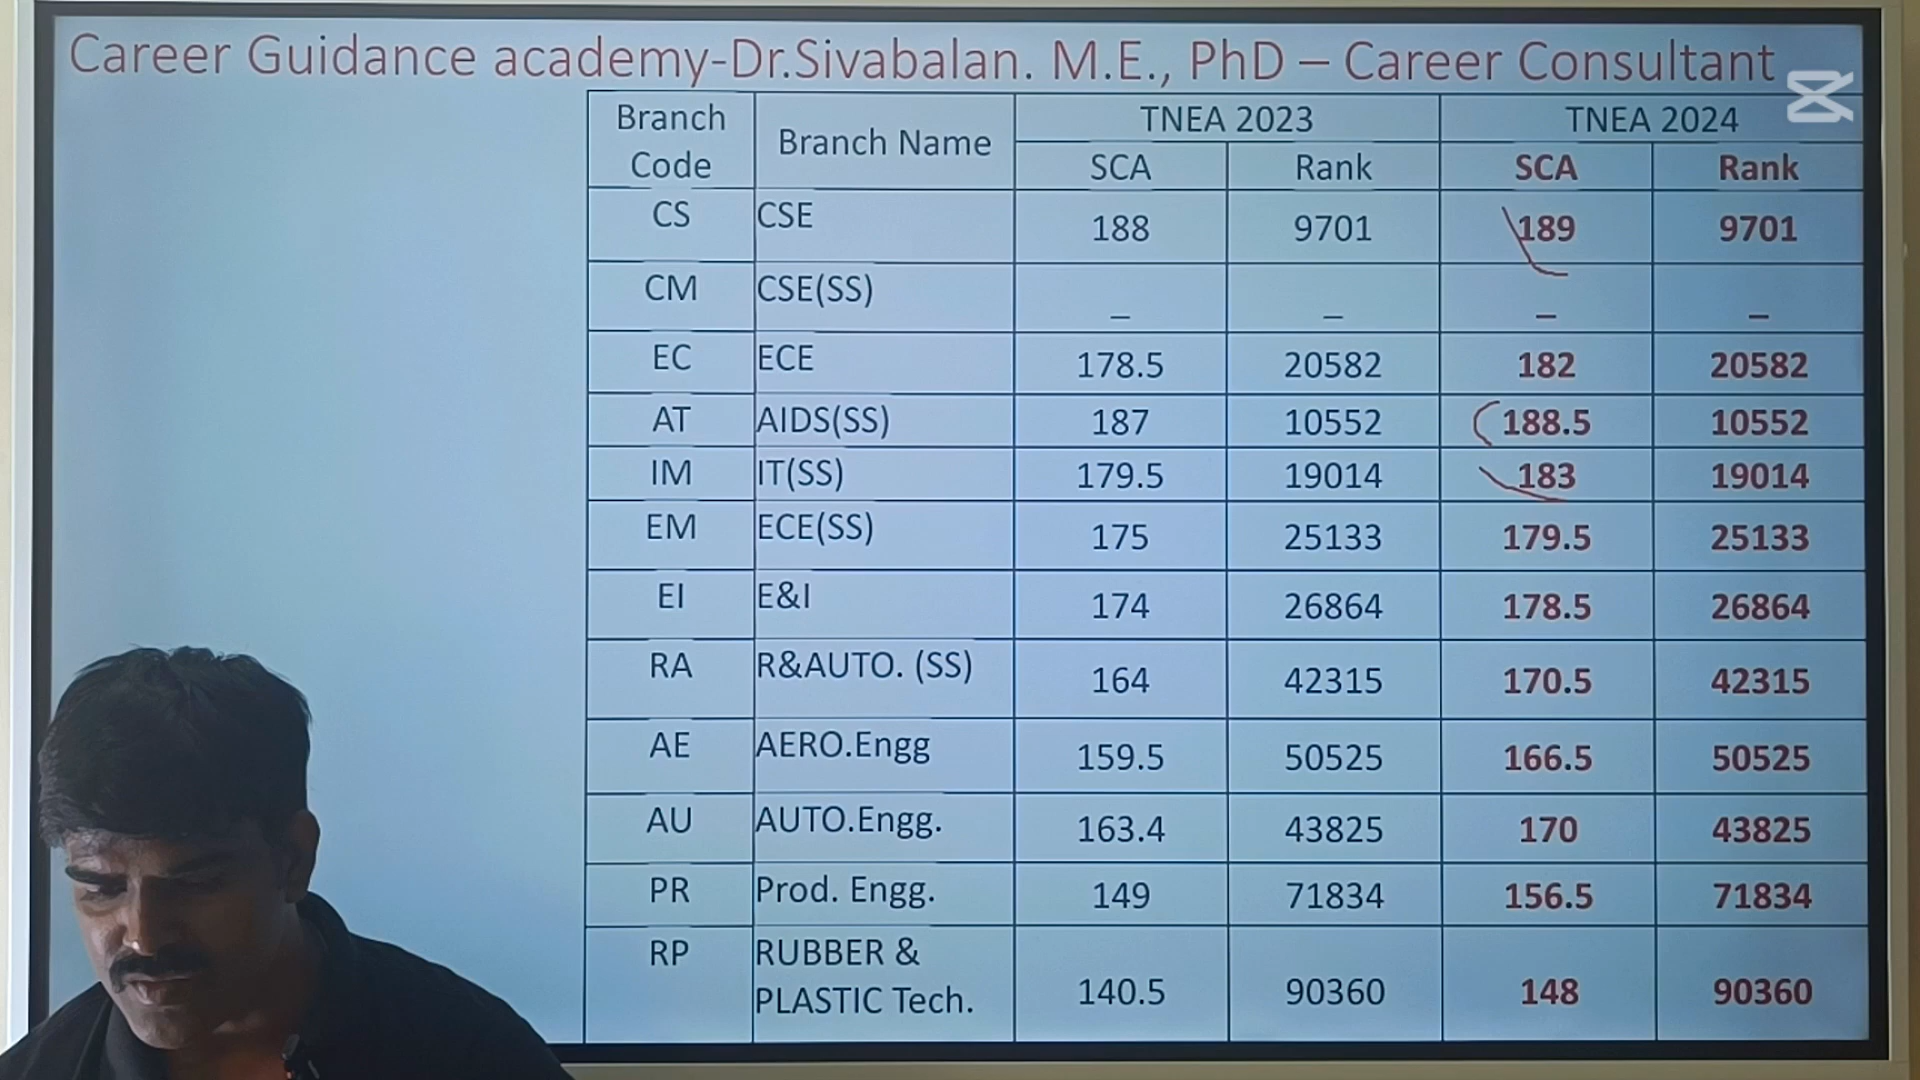 Career Guidance academy-Dr.Sivabalan. M.E., PhD – Career Consultant
Branch Code Branch Name TNEA 2023 TNEA 2024
SCA Rank SCA Rank
CS CSE 188 9701 189 9701
CM CSE(SS) – – – –
EC ECE 178.5 20582 182 20582
AT AIDS(SS) 187 10552 188.5 10552
IM IT(SS) 179.5 19014 183 19014
EM ECE(SS) 175 25133 179.5 25133
EI E&I 174 26864 178.5 26864
RA R&AUTO. (SS) 164 42315 170.5 42315
AE AERO.Engg 159.5 50525 166.5 50525
AU AUTO.Engg. 163.4 43825 170 43825
PR Prod. Engg. 149 71834 156.5 71834
RP RUBBER &
PLASTIC Tech. 140.5 90360 148 90360